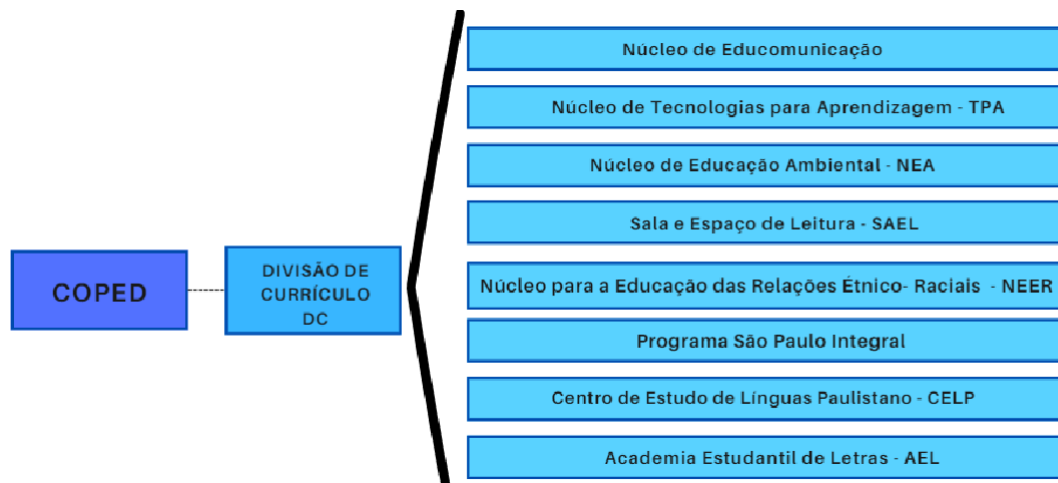 COPED
DIVISÃO DE
CURRÍCULO
DC
Núcleo de Educomunicação
Núcleo de Tecnologias para Aprendizagem - TPA
Núcleo de Educação Ambiental - NEA
Sala e Espaço de Leitura - SAEL
Núcleo para a Educação das Relações Étnico- Raciais - NEER
Programa São Paulo Integral
Centro de Estudo de Línguas Paulistano - CELP
Academia Estudantil de Letras - AEL